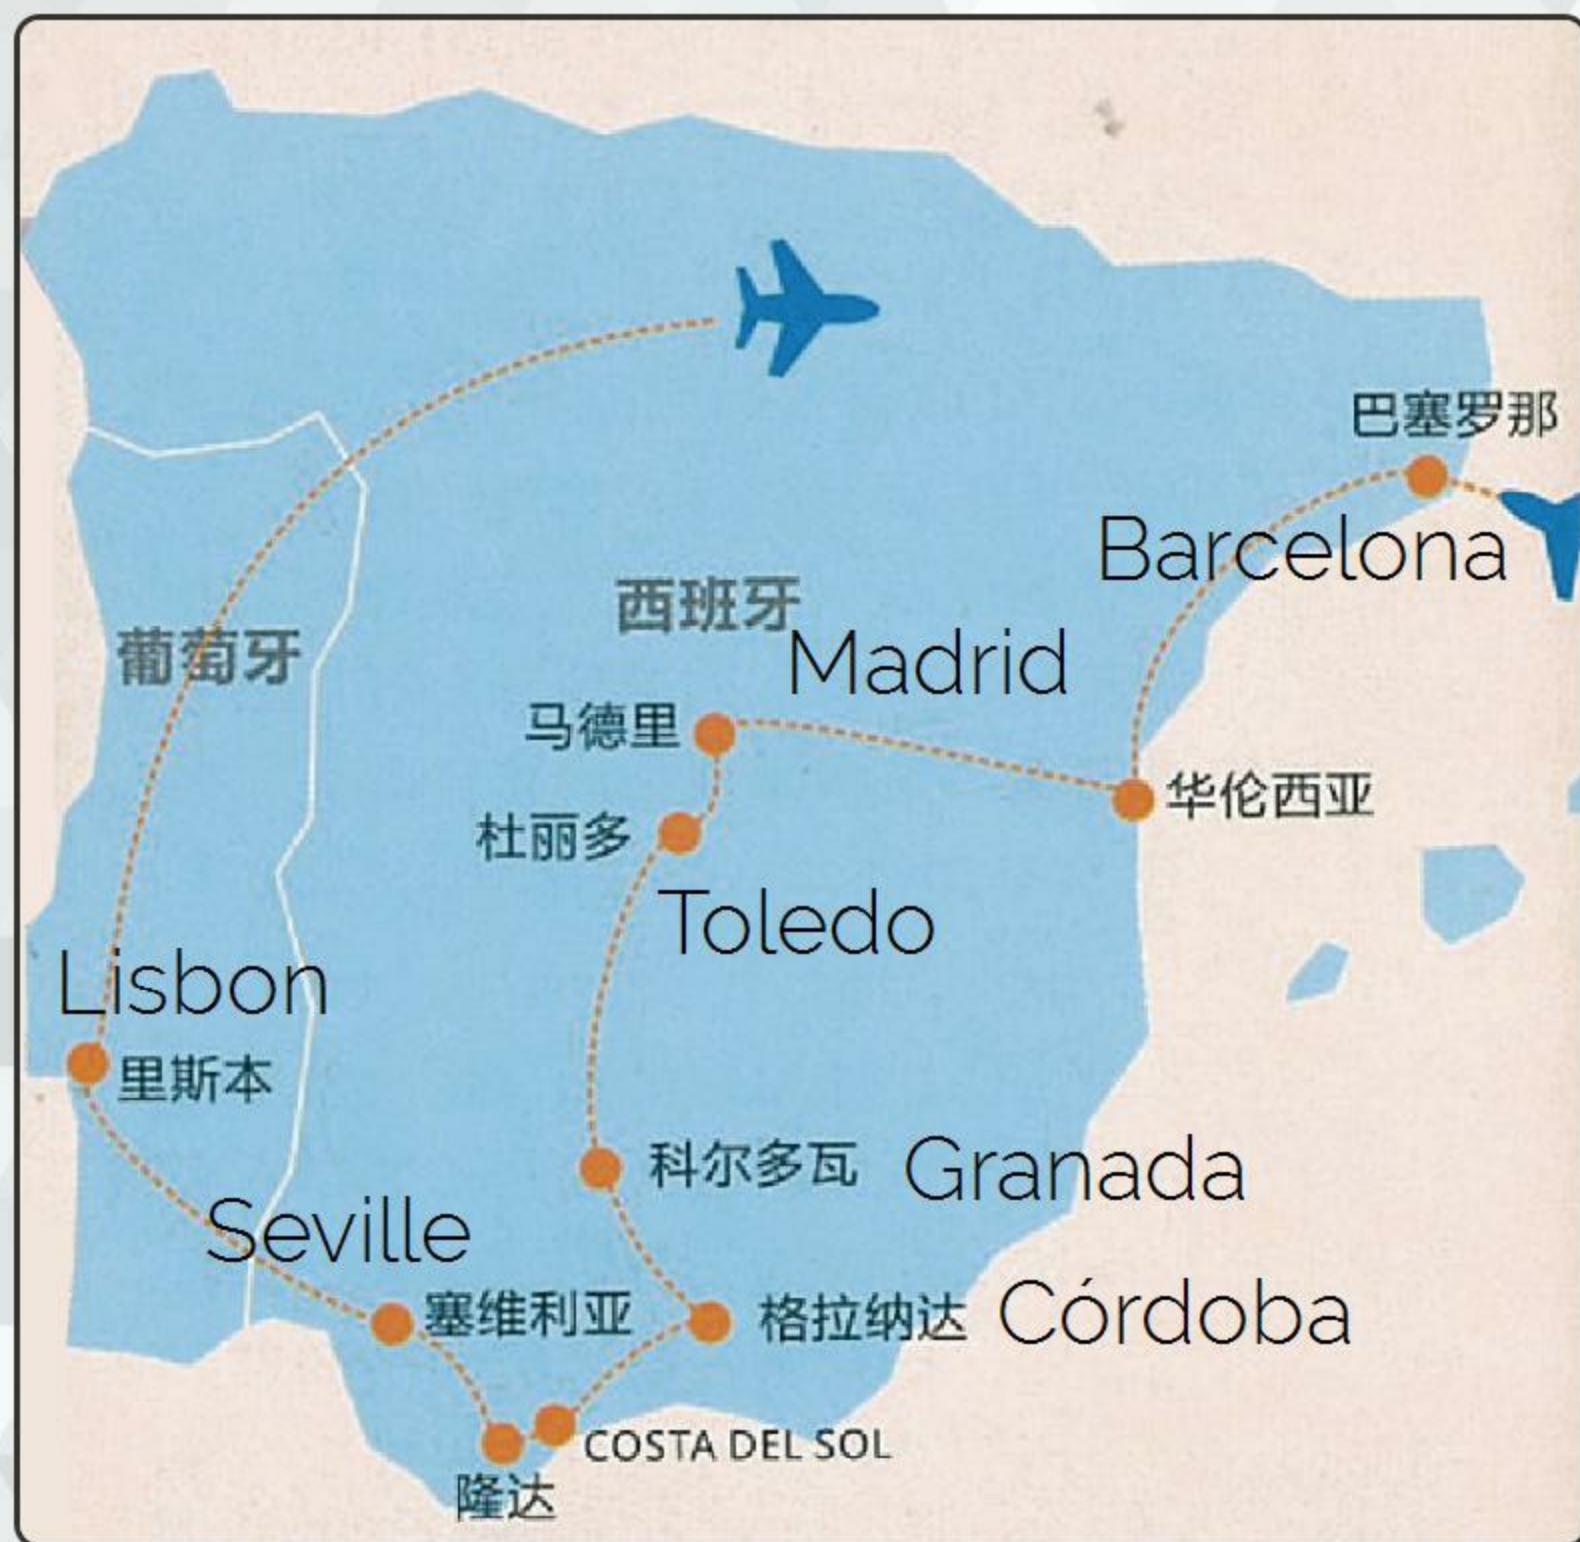 巴塞罗那
Barcelona
西班牙
葡萄牙
Madrid
马德里
华伦西亚
杜丽多
Toledo
Lisbon
里斯本
科尔多瓦 Granada
Seville
塞维利亚
格拉纳达 Córdoba
COSTA DEL SOL
隆达